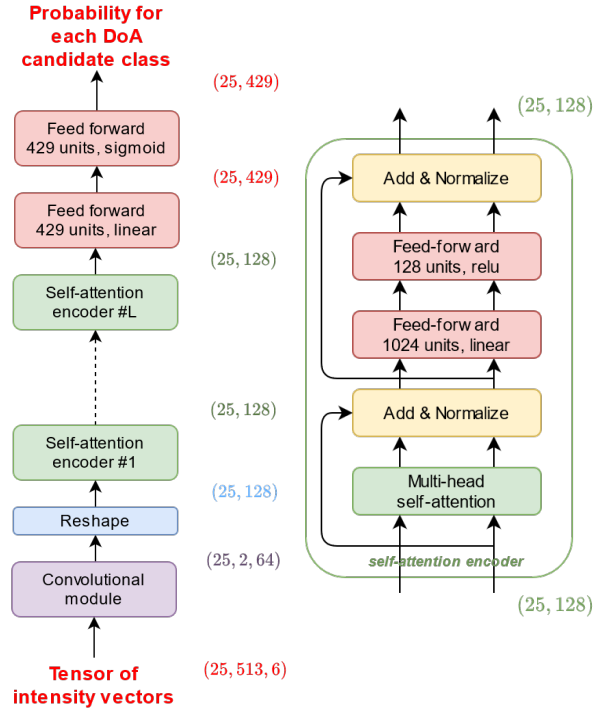 Probability for
each DoA
candidate class
(25, 429)
Feed forward
429 units, sigmoid
(25, 429)
Feed forward
429 units, linear
(25, 128)
Self-attention
encoder #L
(25, 128)
Self-attention
encoder #1
(25, 128)
Reshape
(25, 2, 64)
Convolutional
module
(25, 513, 6)
Tensor of
intensity vectors
(25, 128)
Add & Normalize
Feed-forward
128 units, relu
Feed-forward
1024 units, linear
Add & Normalize
Multi-head
self-attention
self-attention encoder
(25, 128)